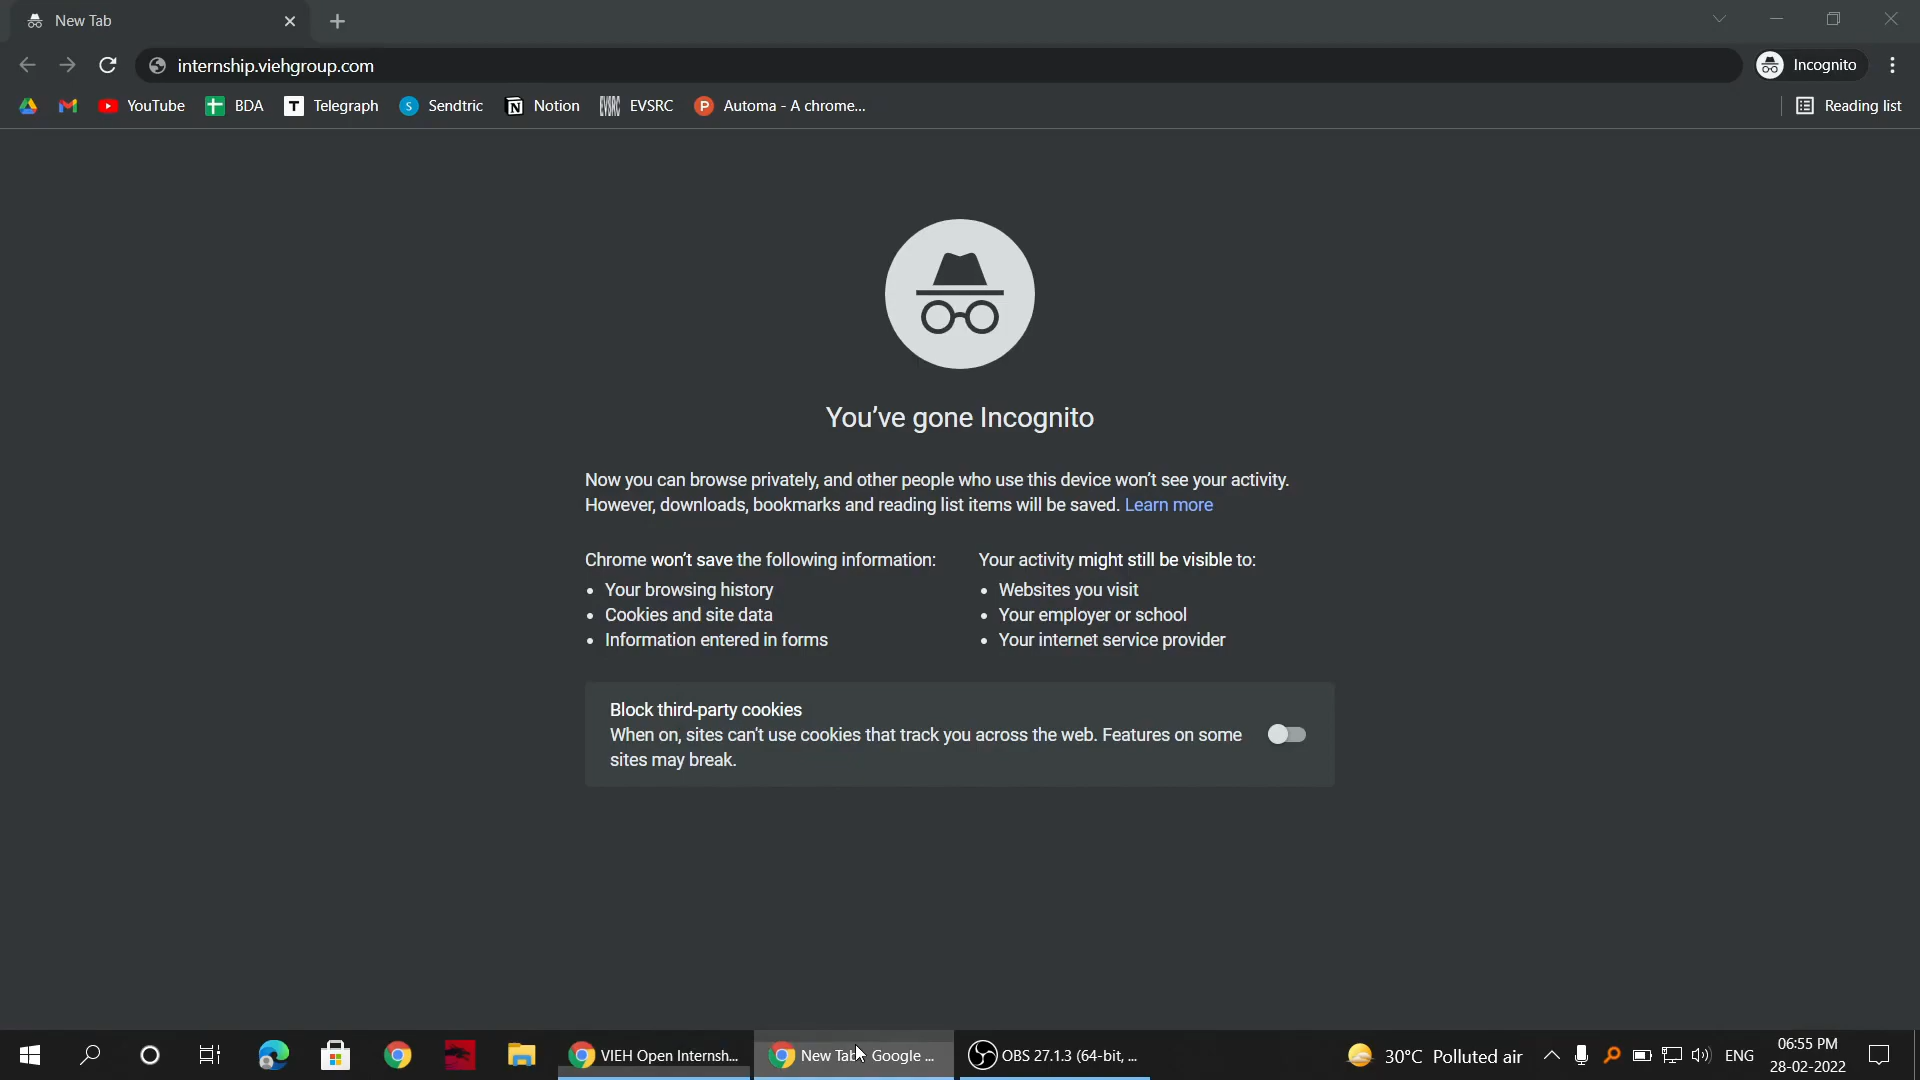 New Tab
internship.viehgroup.com
Incognito
YouTube
BDA
T Telegraph
S Sendtric
N Notion
EVSRC EVSRC
P Automa - A chrome...
Reading list
You've gone Incognito
Now you can browse privately, and other people who use this device won't see your activity.
However, downloads, bookmarks and reading list items will be saved. Learn more
Chrome won't save the following information:
• Your browsing history
• Cookies and site data
• Information entered in forms
Your activity might still be visible to:
• Websites you visit
• Your employer or school
• Your internet service provider
Block third-party cookies
When on, sites can't use cookies that track you across the web. Features on some
sites may break.
VIEH Open Internsh...
New Tab Google ...
OBS 27.1.3 (64-bit, ...
30°C Polluted air
ENG
06:55 PM
28-02-2022